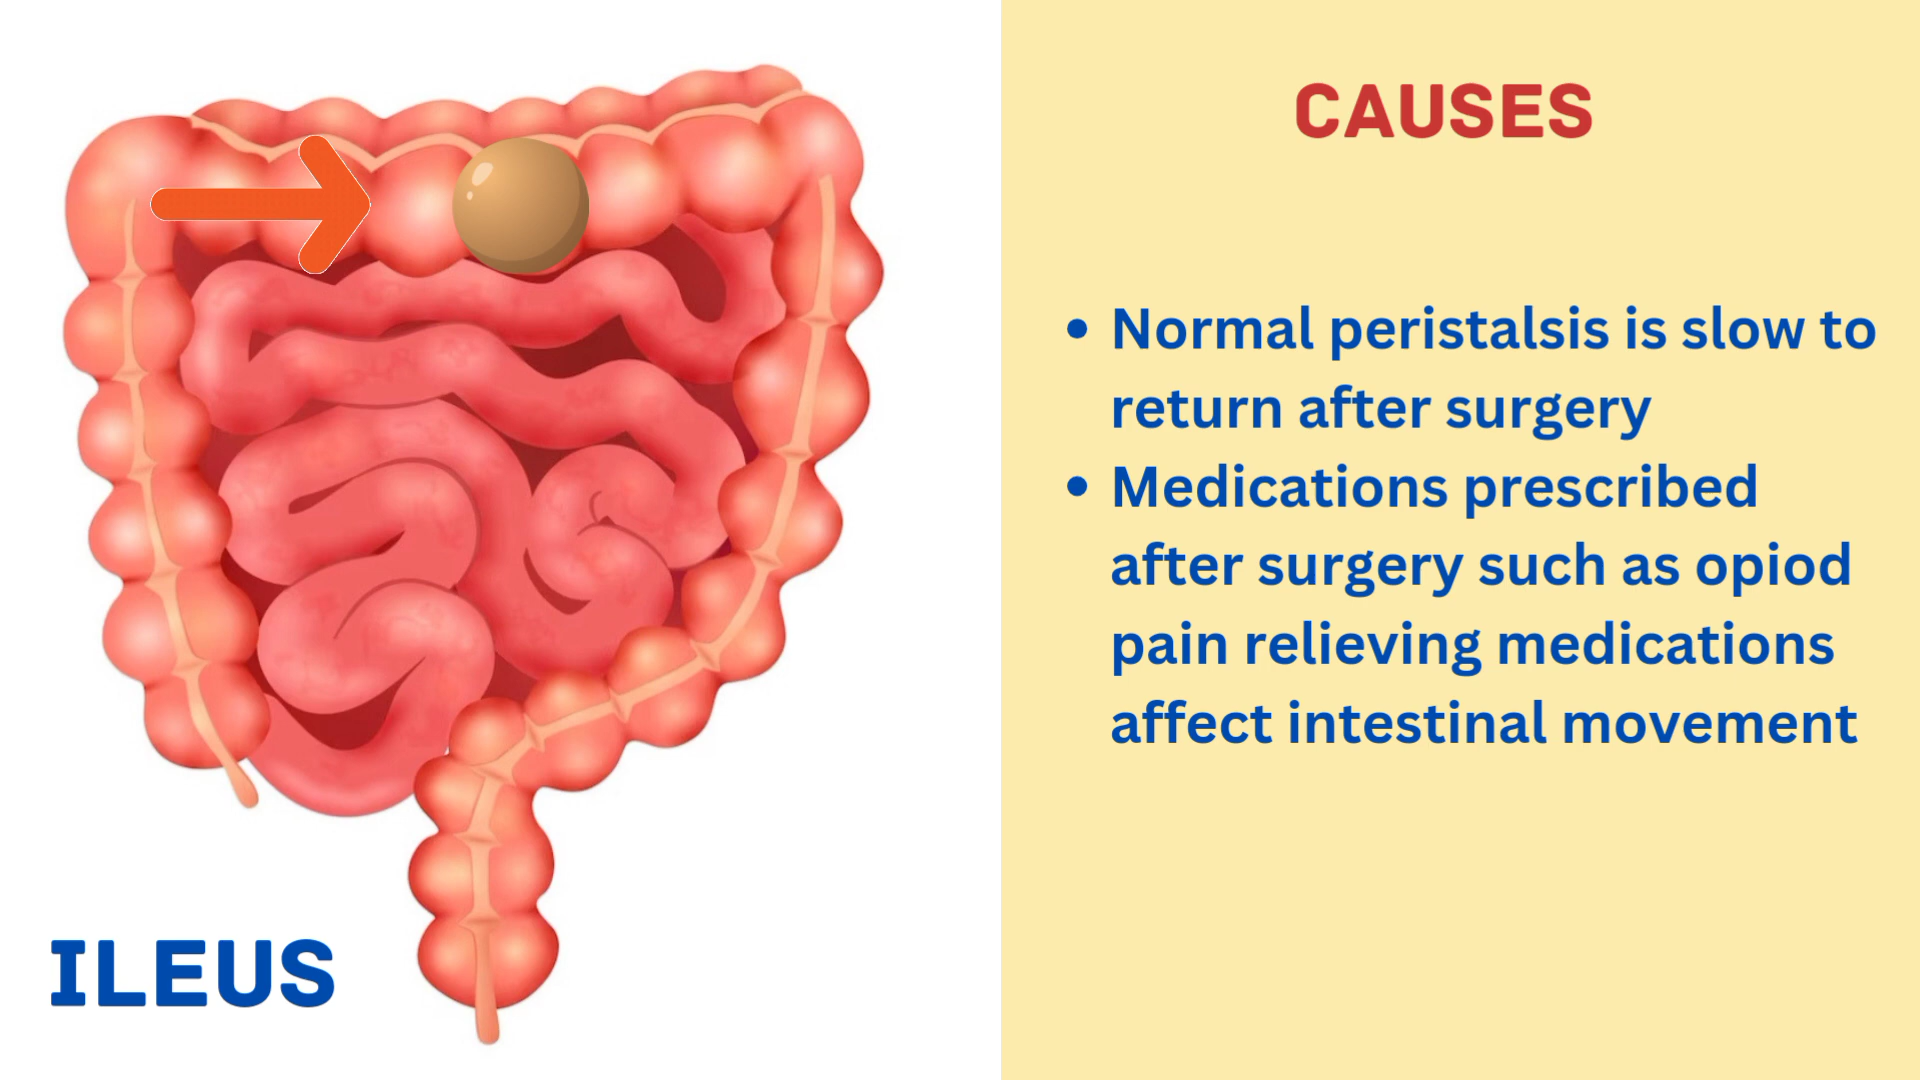 CAUSES
• Normal peristalsis is slow to
return after surgery
• Medications prescribed
after surgery such as opiod
pain relieving medications
affect intestinal movement
ILEUS